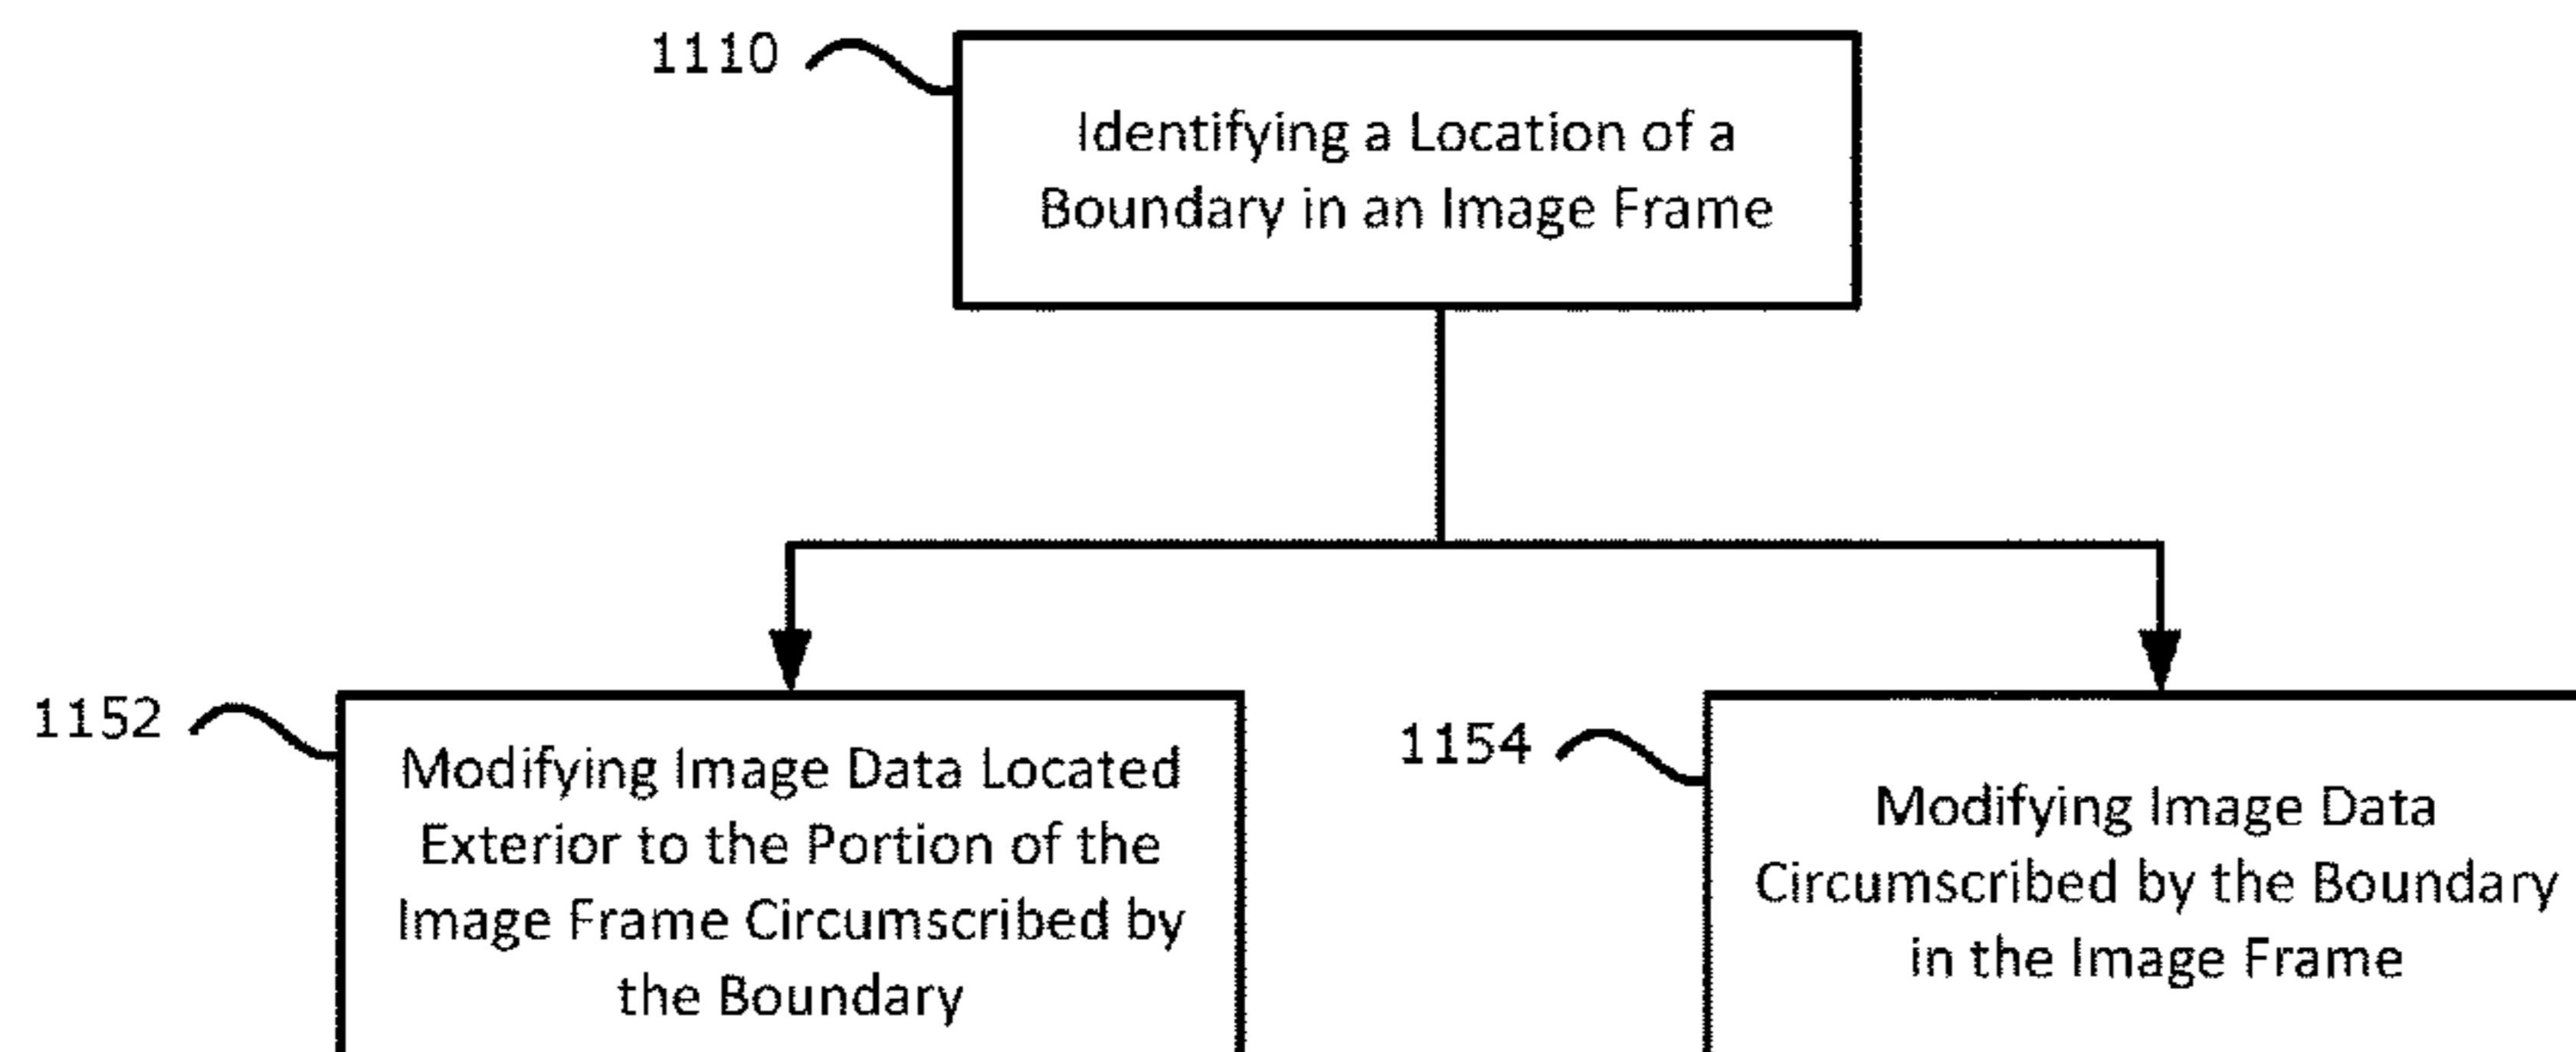 1110
Identifying a Location of a
Boundary in an Image Frame
1152
Modifying Image Data Located
Exterior to the Portion of the
Image Frame Circumscribed by
the Boundary
1154
Modifying Image Data
Circumscribed by the Boundary
in the Image Frame